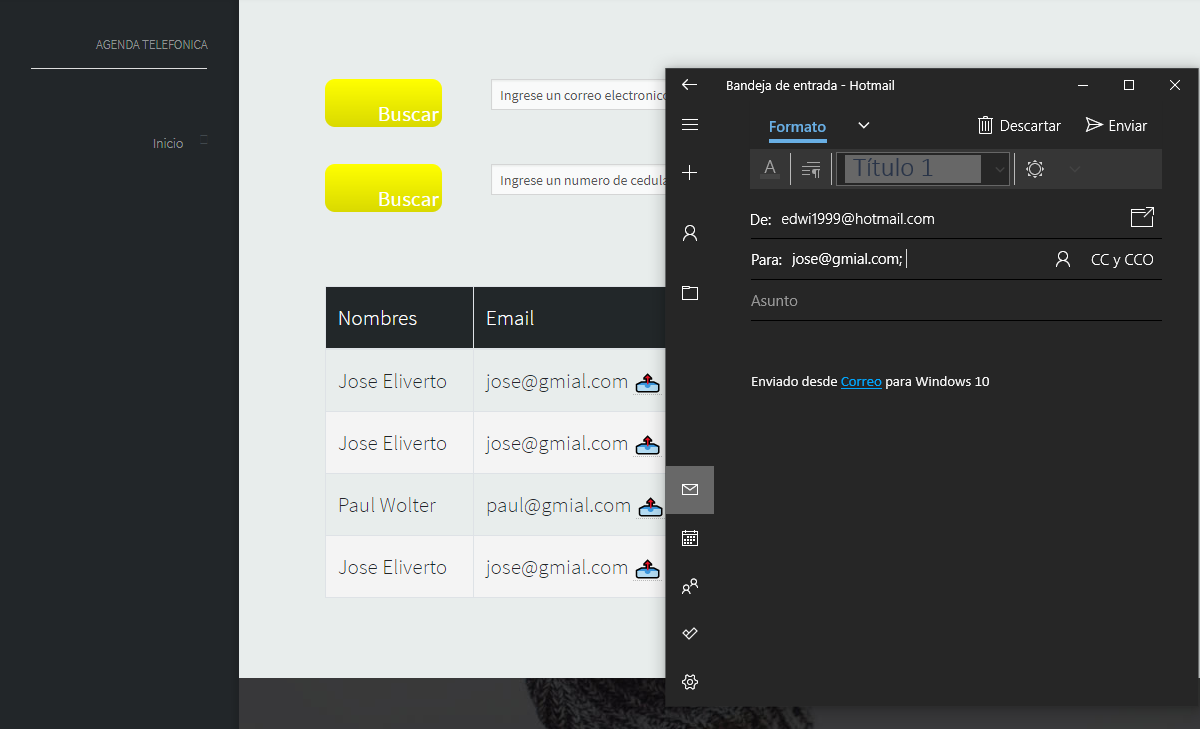 AGENDA TELEFONICA
Inicio
Buscar
Ingrese un correo electronico
Buscar
Ingrese un numero de cedula
Nombres Email
Jose Eliverto jose@gmial.com
Jose Eliverto jose@gmial.com
Paul Wolter paul@gmial.com
Jose Eliverto jose@gmial.com
Bandeja de entrada - Hotmail
Formato Descartar Enviar
A Título 1
De: edwi1999@hotmail.com
Para: jose@gmial.com; CC y CCO
Asunto
Enviado desde Correo para Windows 10